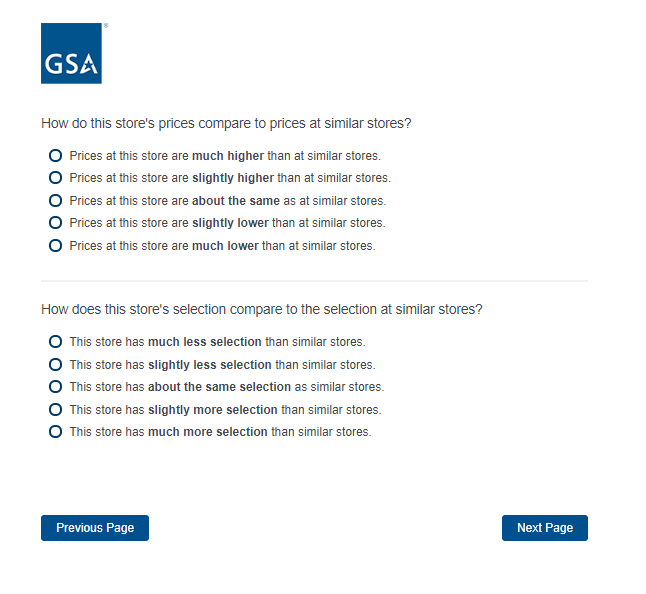 GSA
How do this store's prices compare to prices at similar stores?
Prices at this store are much higher than at similar stores.
Prices at this store are slightly higher than at similar stores.
Prices at this store are about the same as at similar stores.
Prices at this store are slightly lower than at similar stores.
Prices at this store are much lower than at similar stores.
How does this store's selection compare to the selection at similar stores?
This store has much less selection than similar stores.
This store has slightly less selection than similar stores.
This store has about the same selection as similar stores.
This store has slightly more selection than similar stores.
This store has much more selection than similar stores.
Previous Page
Next Page